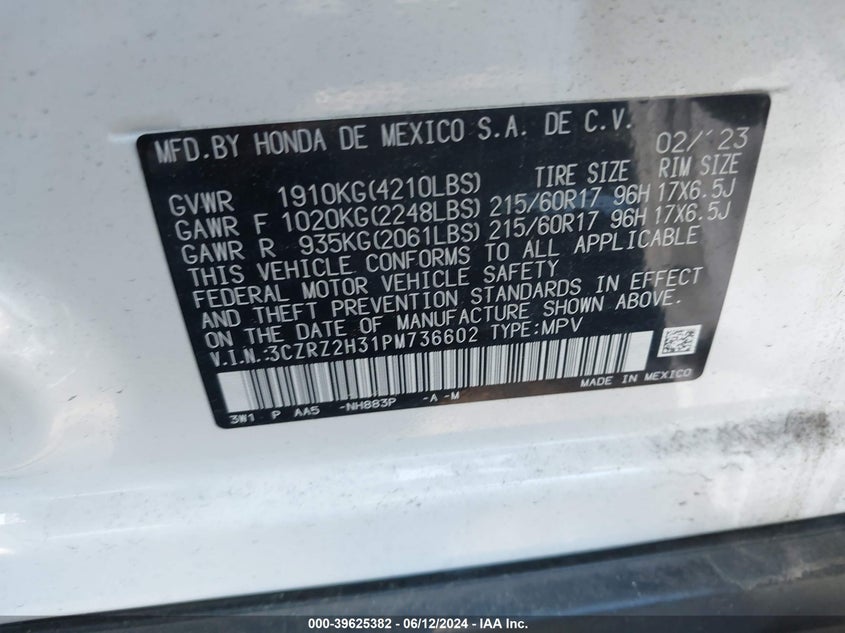 MFD.BY HONDA DE MEXICO S.A. DE C.V. 02/'23
TIRE SIZE RIM SIZE
GVWR 1910KG(4210LBS)
GAWR F 1020KG(2248LBS) 215/60R17 96H 17X6.5J
GAWR R 935KG(2061LBS) 215/60R17 96H 17X6.5J
THIS VEHICLE CONFORMS TO ALL APPLICABLE
FEDERAL MOTOR VEHICLE SAFETY
AND THEFT PREVENTION STANDARDS IN EFFECT
ON THE DATE OF MANUFACTURE SHOWN ABOVE.
V.I.N.:3CZRZ2H31PM736602 TYPE:MPV
3W1 P AA5 -NH883P -A -M MADE IN MEXICO
000-39625382 - 06/12/2024 - IAA Inc.